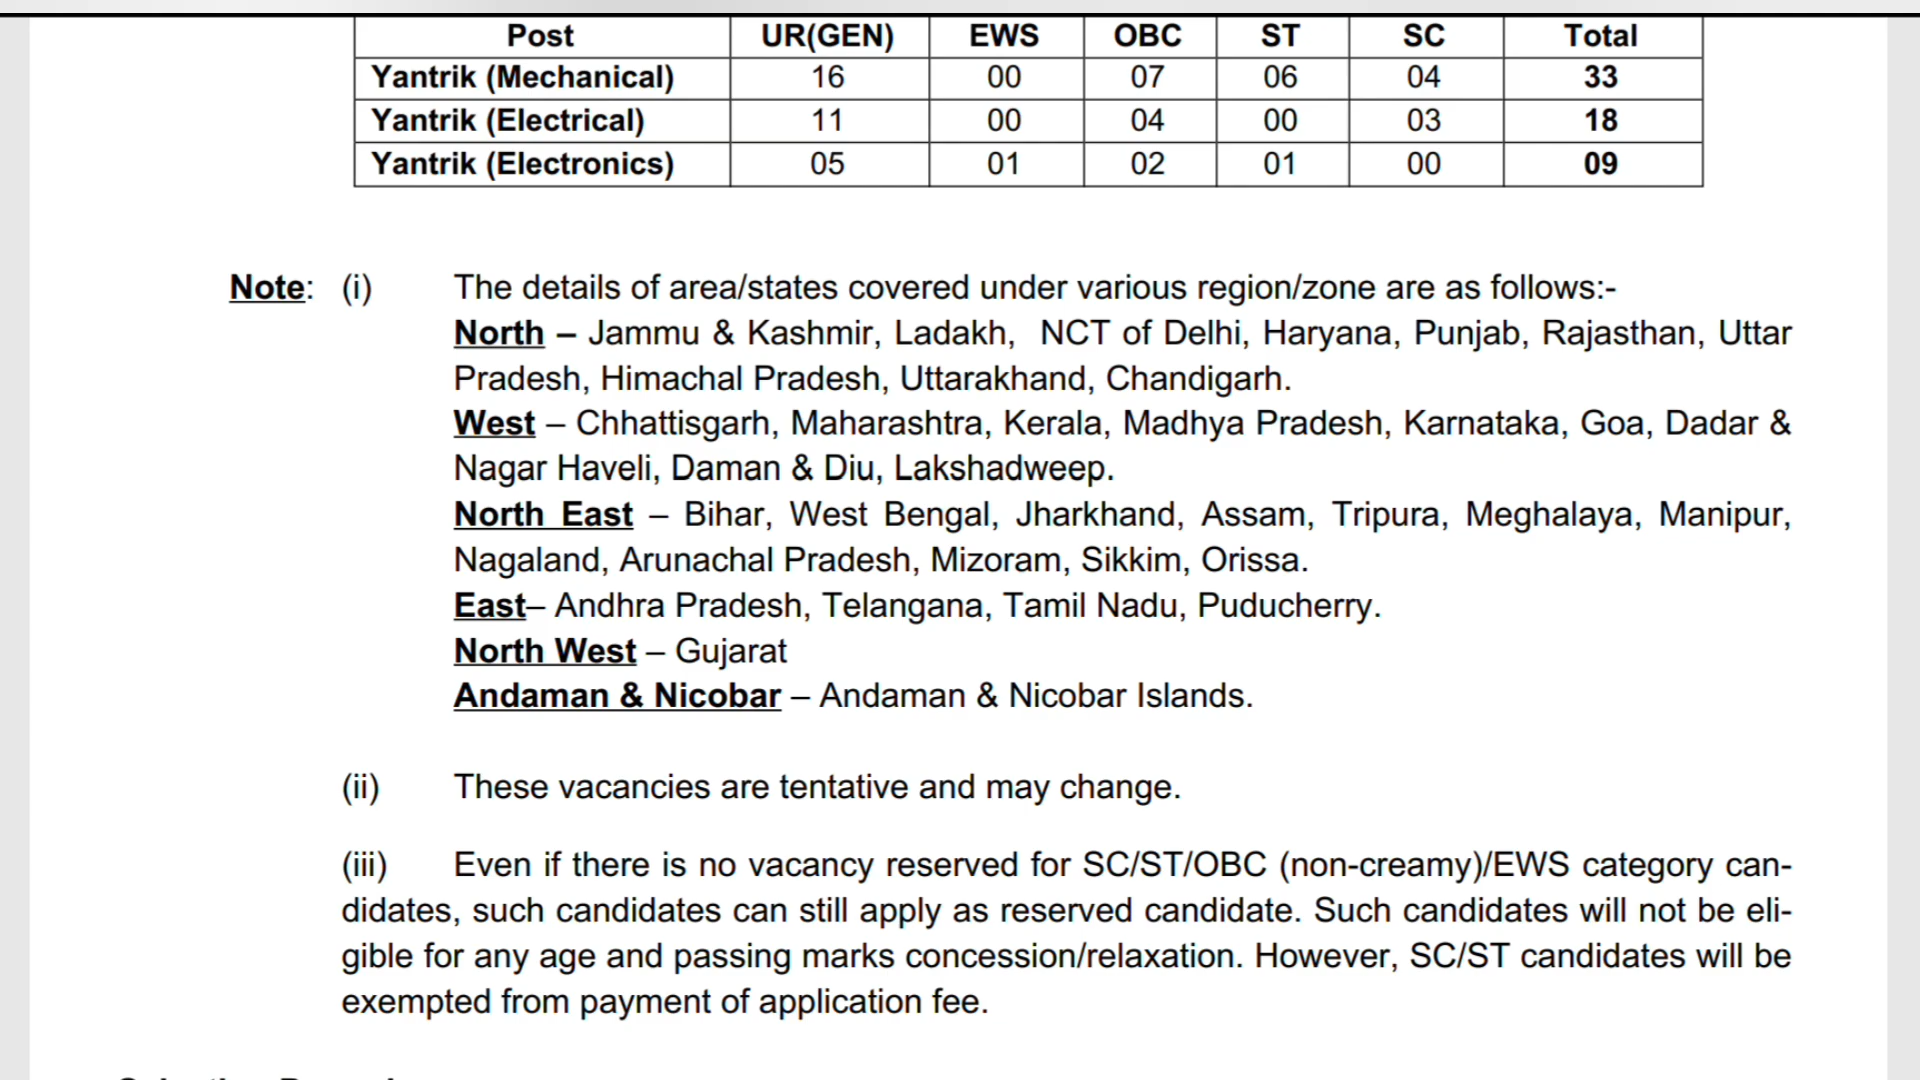 Post UR(GEN) EWS OBC ST SC Total
Yantrik (Mechanical) 16 00 07 06 04 33
Yantrik (Electrical) 11 00 04 00 03 18
Yantrik (Electronics) 05 01 02 01 00 09
Note: (i) The details of area/states covered under various region/zone are as follows:-
North – Jammu & Kashmir, Ladakh, NCT of Delhi, Haryana, Punjab, Rajasthan, Uttar
Pradesh, Himachal Pradesh, Uttarakhand, Chandigarh.
West – Chhattisgarh, Maharashtra, Kerala, Madhya Pradesh, Karnataka, Goa, Dadar &
Nagar Haveli, Daman & Diu, Lakshadweep.
North East – Bihar, West Bengal, Jharkhand, Assam, Tripura, Meghalaya, Manipur,
Nagaland, Arunachal Pradesh, Mizoram, Sikkim, Orissa.
East– Andhra Pradesh, Telangana, Tamil Nadu, Puducherry.
North West – Gujarat
Andaman & Nicobar – Andaman & Nicobar Islands.
(ii) These vacancies are tentative and may change.
(iii) Even if there is no vacancy reserved for SC/ST/OBC (non-creamy)/EWS category can-
didates, such candidates can still apply as reserved candidate. Such candidates will not be eli-
gible for any age and passing marks concession/relaxation. However, SC/ST candidates will be
exempted from payment of application fee.